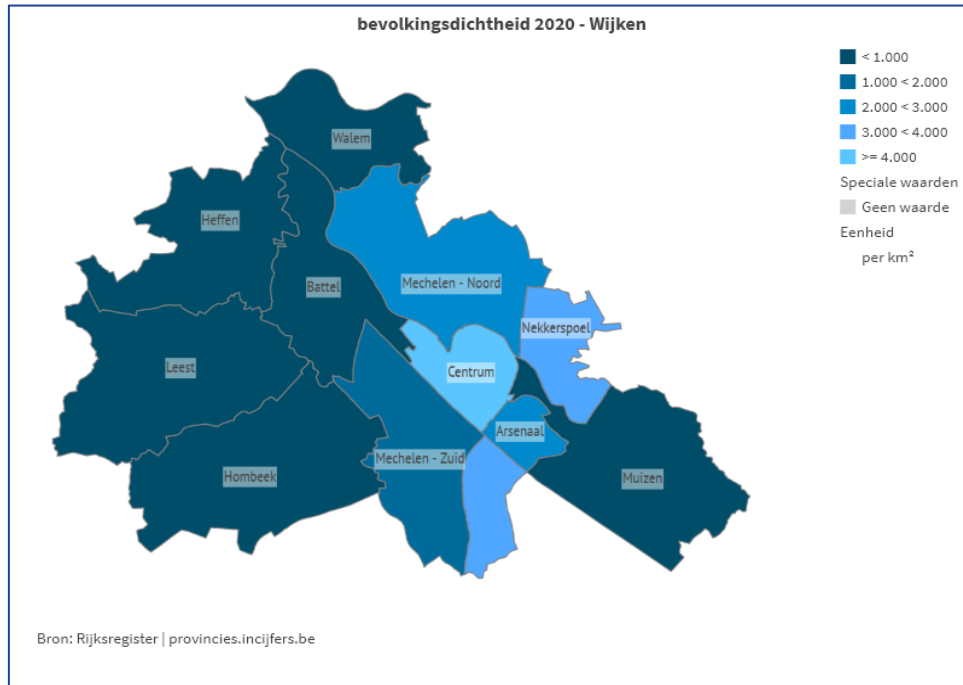 bevolkingsdichtheid 2020 - Wijken
< 1.000
1.000 < 2.000
2.000 < 3.000
3.000 < 4.000
>= 4.000
Speciale waarden
Geen waarde
Eenheid
per km²
Walem
Heffen
Battel
Mechelen - Noord
Nekkerspoel
Leest
Centrum
Arsenaal
Mechelen - Zuid
Hombeek
Muizen
Bron: Rijksregister | provincies.incijfers.be